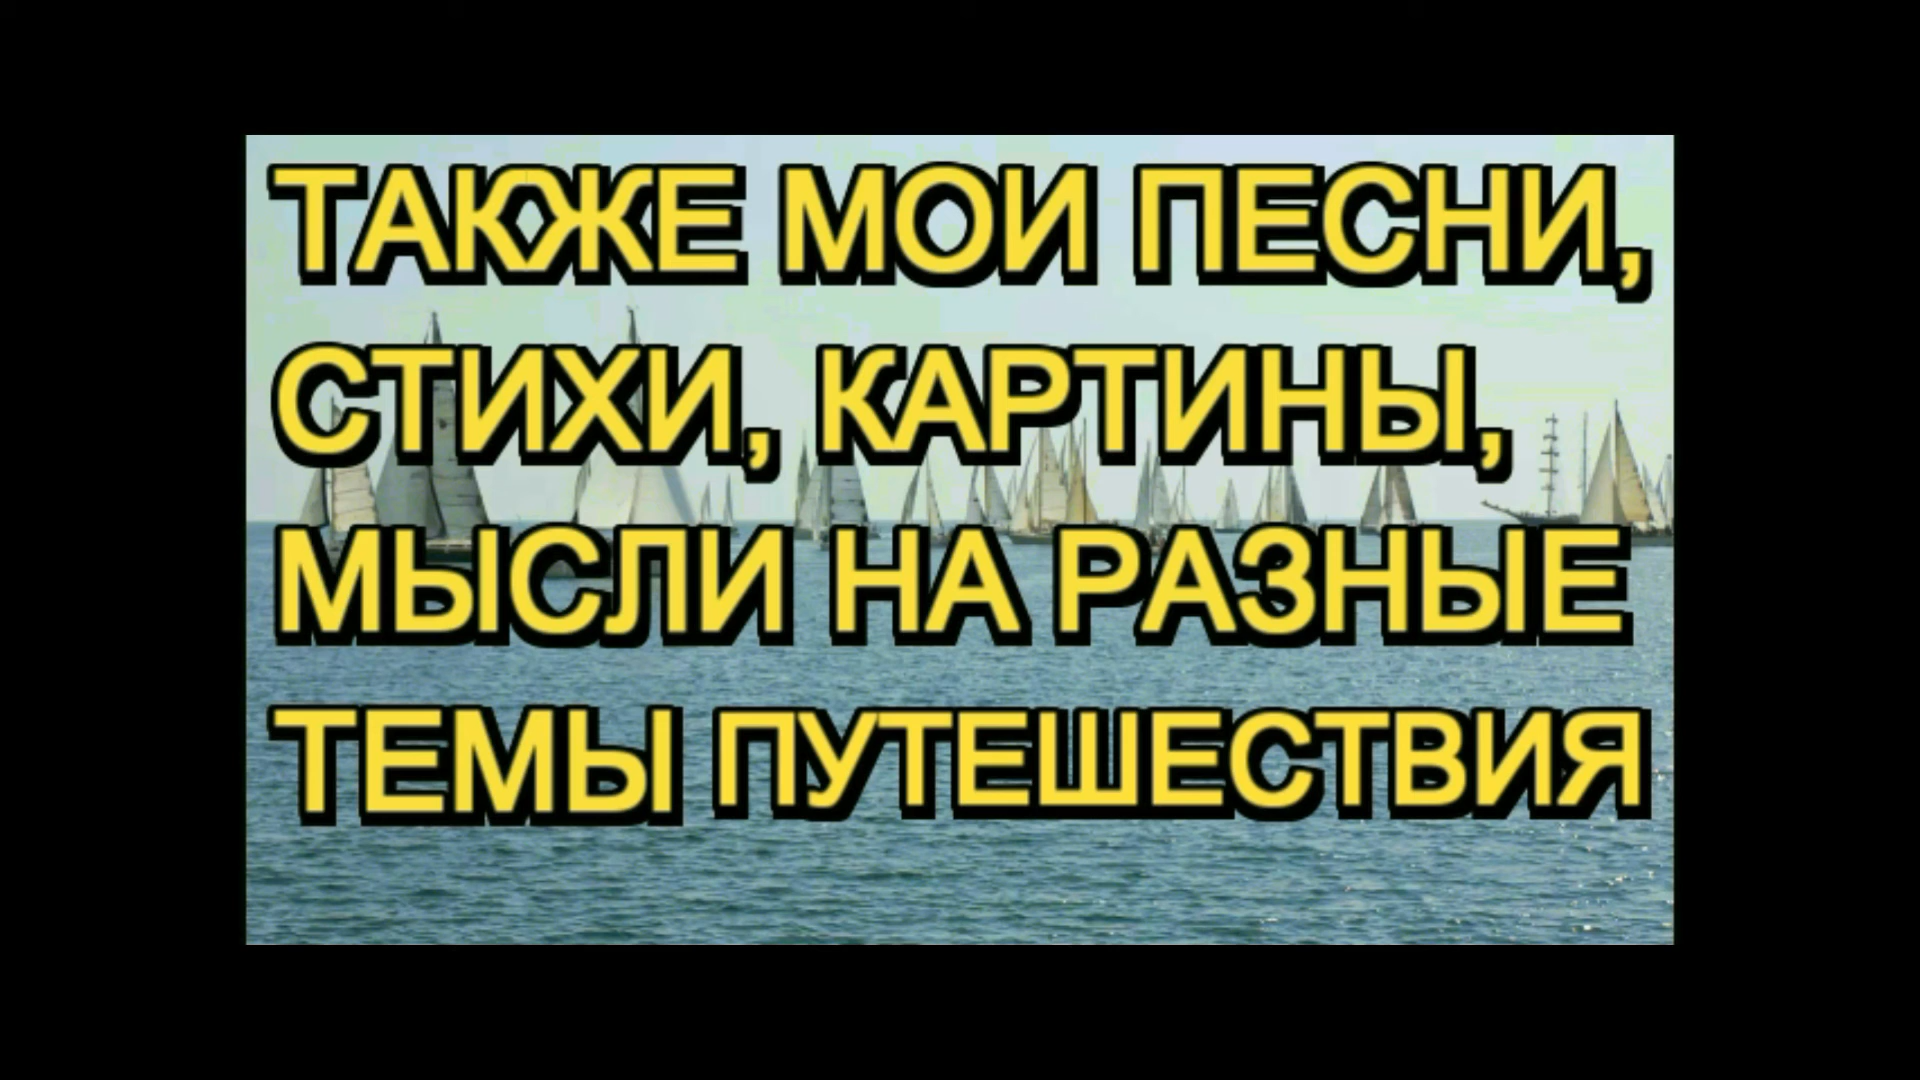 ТАКЖЕ МОИ ПЕСНИ,
СТИХИ, КАРТИНЫ,
МЫСЛИ НА РАЗНЫЕ
ТЕМЫ ПУТЕШЕСТВИЯ